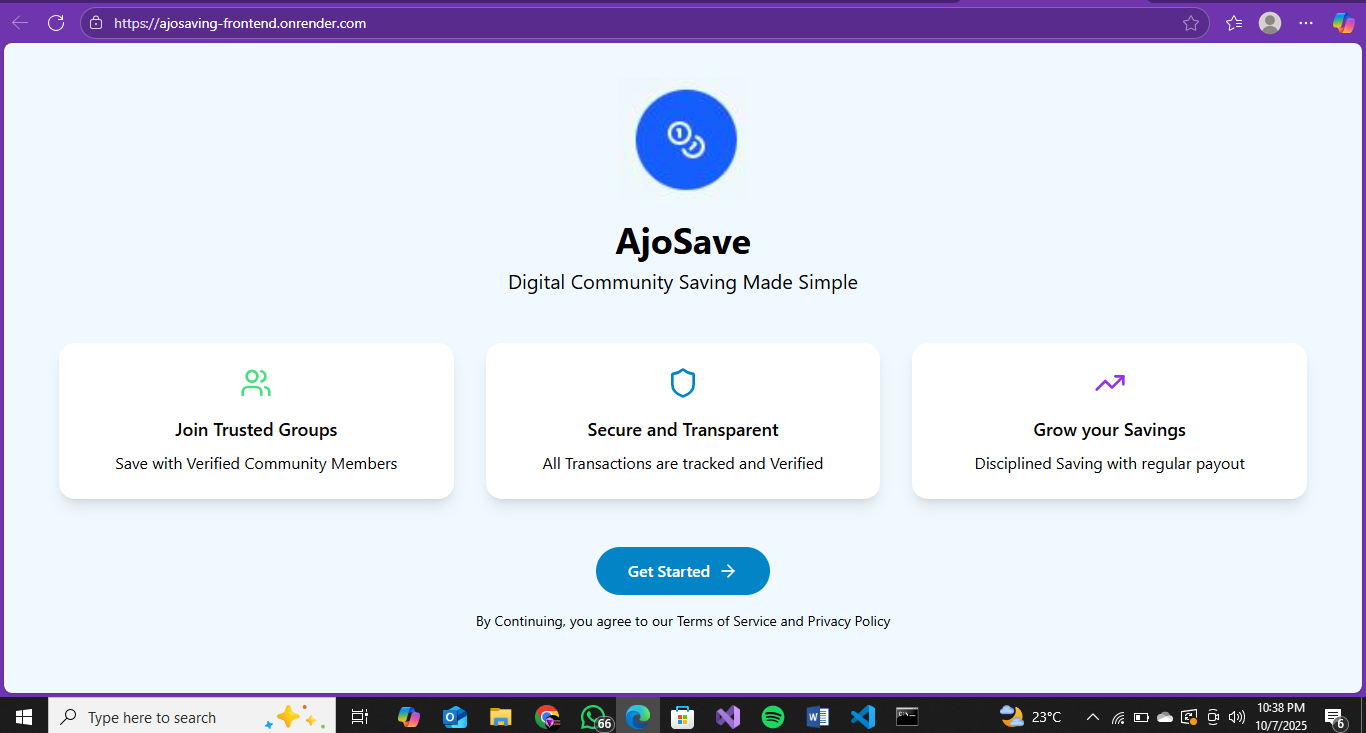 https://ajosaving-frontend.onrender.com
1
1
AjoSave
Digital Community Saving Made Simple
Join Trusted Groups
Save with Verified Community Members
Secure and Transparent
All Transactions are tracked and Verified
Grow your Savings
Disciplined Saving with regular payout
Get Started
By Continuing, you agree to our Terms of Service and Privacy Policy
Type here to search
66
23°C
10:38 PM
10/7/2025
6